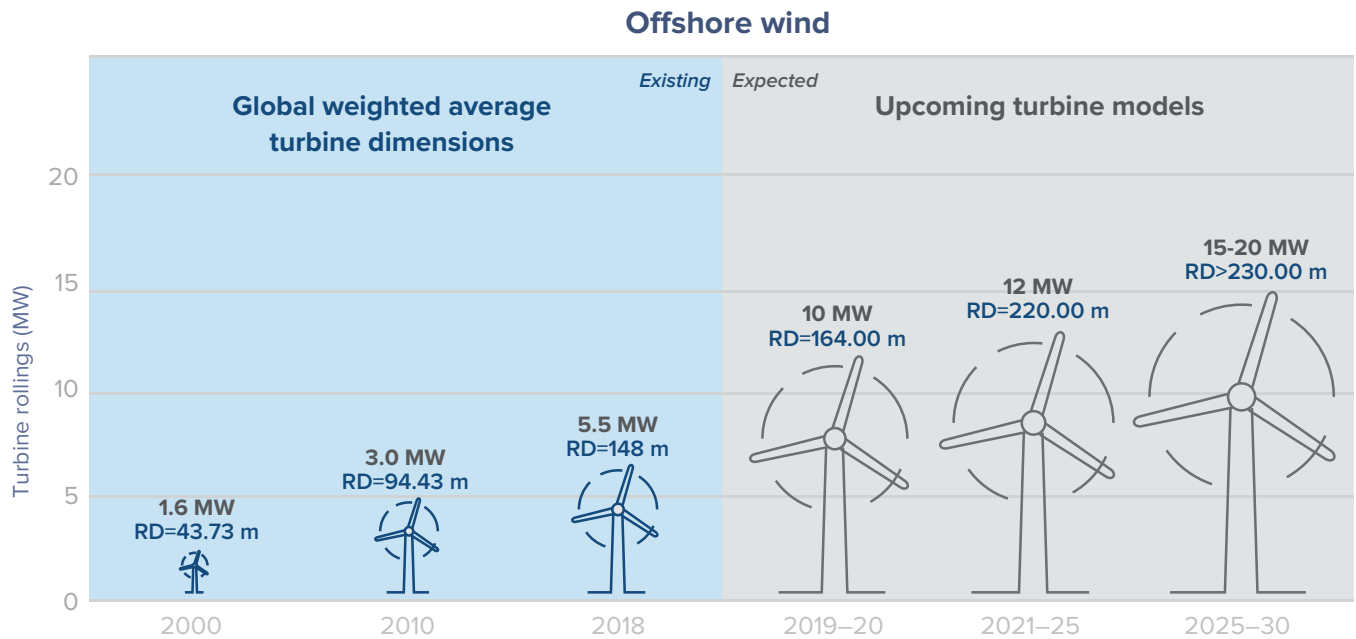 Offshore wind
Existing
Expected
Global weighted average
turbine dimensions
Upcoming turbine models
Turbine rollings (MW)
20
15
10
5
0
1.6 MW
RD=43.73 m
3.0 MW
RD=94.43 m
5.5 MW
RD=148 m
10 MW
RD=164.00 m
12 MW
RD=220.00 m
15-20 MW
RD>230.00 m
2000
2010
2018
2019–20
2021–25
2025–30